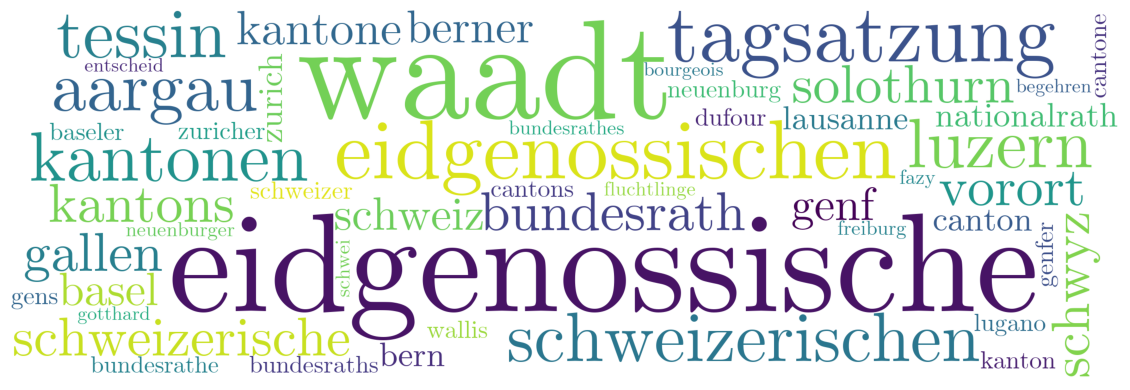 tessin
kantone
berner
tagsatzung
cantone
entscheid
waadt
bourgeois
aargau
zurich
neuenburg
solothurn
begehren
baseler
zuricher
bundesrathes
dufour
lausanne
nationalrath
kantonen
eidgenossischen
luzern
schweizer
cantons
fluchtlinge
fazy
vorort
kantons
schweiz
bundesrath
genf
canton
neuenburger
freiburg
gallen
eidgenossische
schwei
genfer
schwyz
gens
basel
gotthard
schweizerische
wallis
schweizerischen
lugano
bundesrathe
bundesraths
bern
kanton